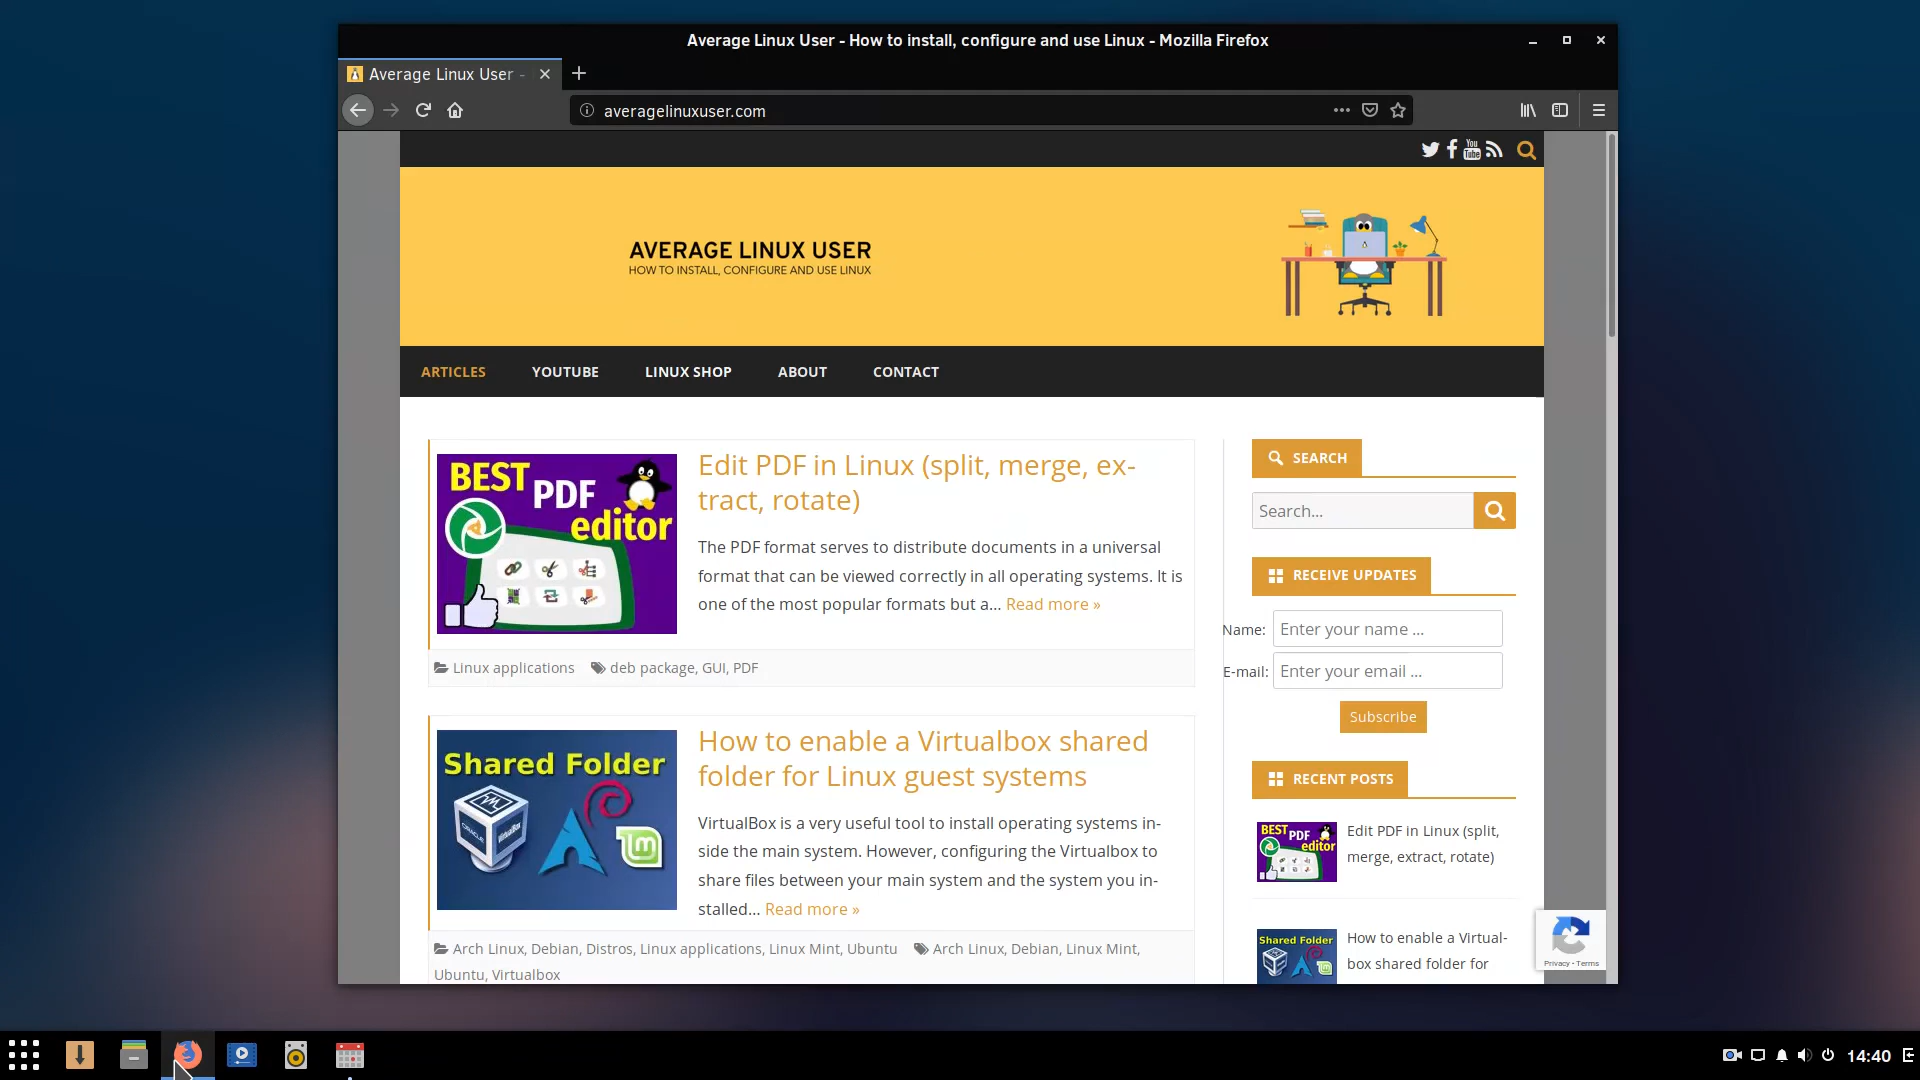 Average Linux User - How to install, configure and use Linux - Mozilla Firefox
Average Linux User -
averagelinuxuser.com
You
Tube
AVERAGE LINUX USER
HOW TO INSTALL, CONFIGURE AND USE LINUX
ARTICLES YOUTUBE LINUX SHOP ABOUT CONTACT
BEST
PDF
editor
Edit PDF in Linux (split, merge, ex-
tract, rotate)
The PDF format serves to distribute documents in a universal
format that can be viewed correctly in all operating systems. It is
one of the most popular formats but a... Read more »
Linux applications deb package, GUI, PDF
Shared Folder
How to enable a Virtualbox shared
folder for Linux guest systems
VirtualBox is a very useful tool to install operating systems in-
side the main system. However, configuring the Virtualbox to
share files between your main system and the system you in-
stalled... Read more »
Arch Linux, Debian, Distros, Linux applications, Linux Mint, Ubuntu Arch Linux, Debian, Linux Mint,
Ubuntu, Virtualbox
SEARCH
Search...
RECEIVE UPDATES
Name: Enter your name ...
E-mail: Enter your email ...
Subscribe
RECENT POSTS
BEST
PDF
editor
Edit PDF in Linux (split,
merge, extract, rotate)
Shared Folder
How to enable a Virtual-
box shared folder for
Privacy • Terms
14:40